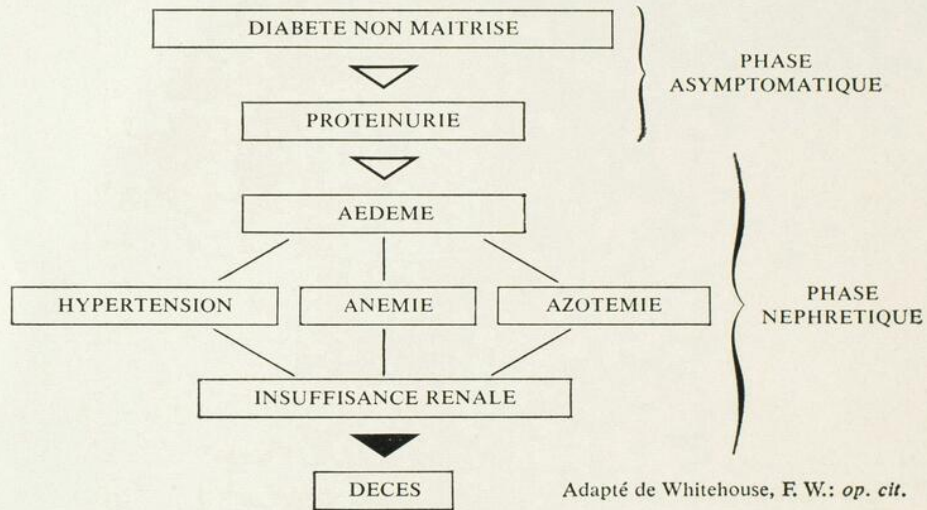 DIABETE NON MAITRISE
PHASE
ASYMPTOMATIQUE
PROTEINURIE
AEDEME
HYPERTENSION
ANEMIE
AZOTEMIE
PHASE
NEPHRETIQUE
INSUFFISANCE RENALE
DECES
Adapté de Whitehouse, F. W.: op. cit.